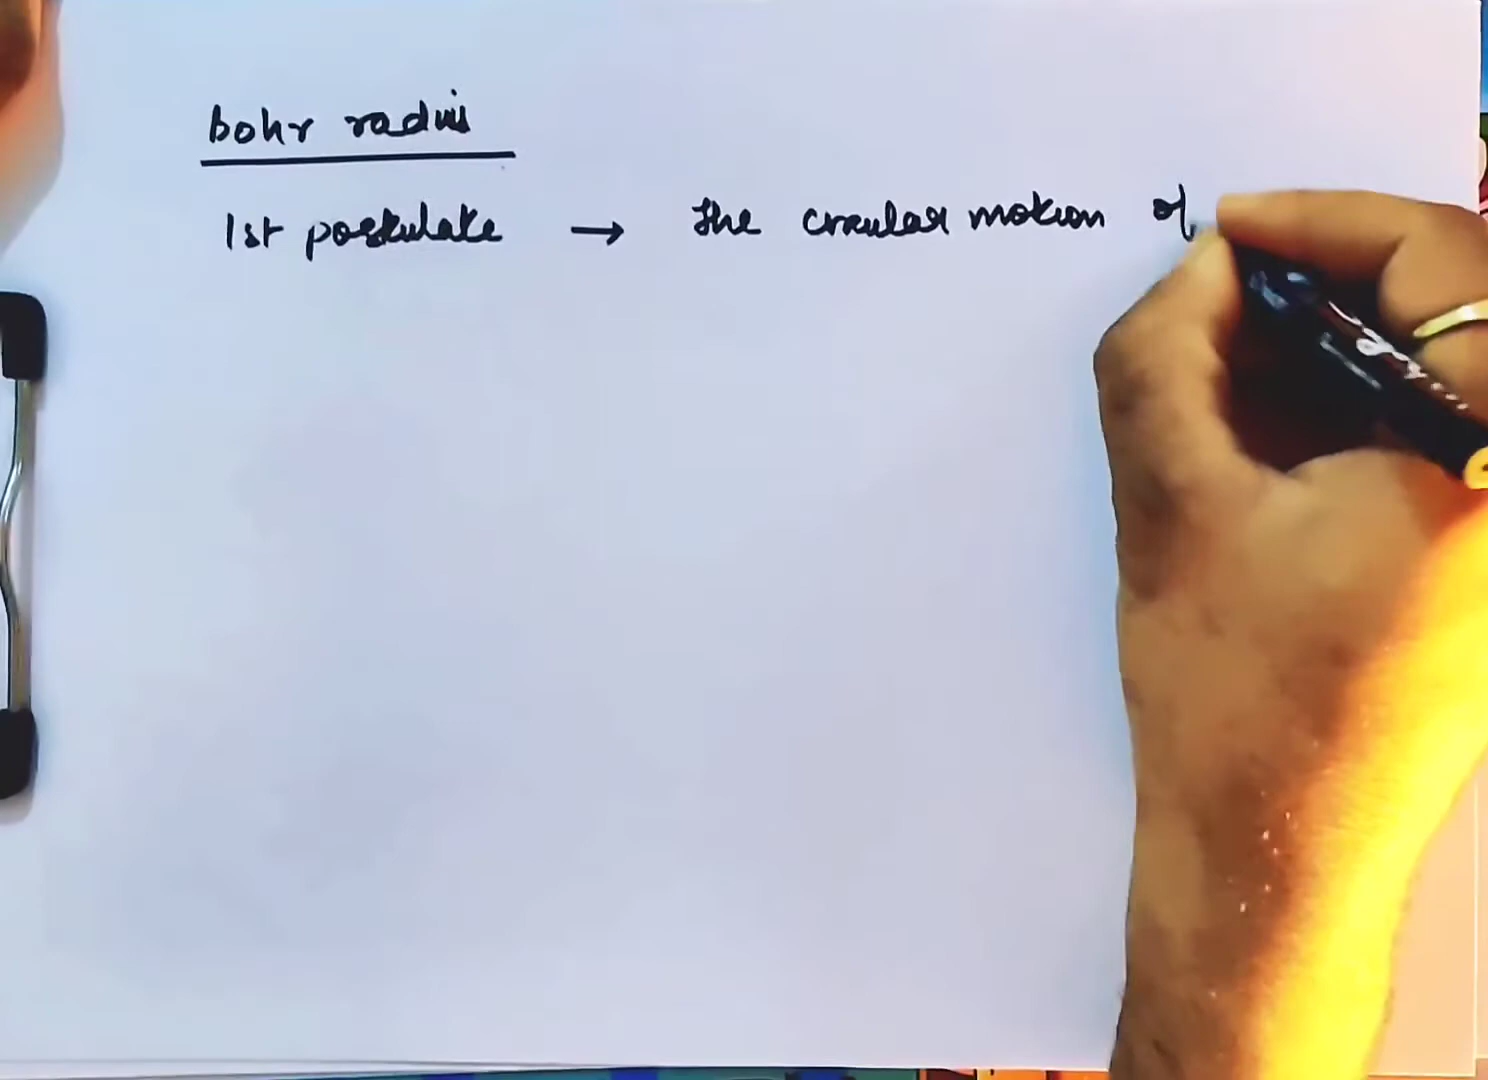 bohr radius
1st postulate → the circular motion of